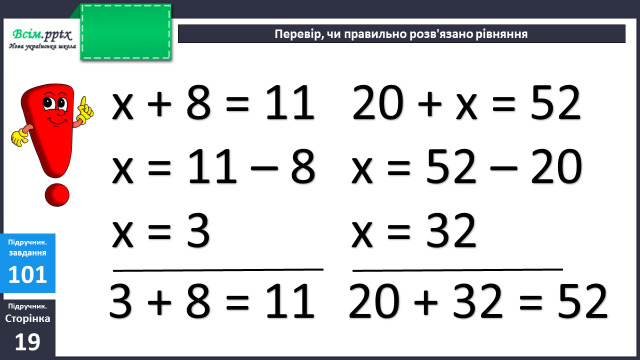 Всім.pptx
Нова українська школа
Перевір, чи правильно розв'язано рівняння
x + 8 = 11
x = 11 – 8
x = 3
3 + 8 = 11
20 + x = 52
x = 52 – 20
x = 32
20 + 32 = 52
Підручник.
завдання
101
Підручник.
Сторінка
19